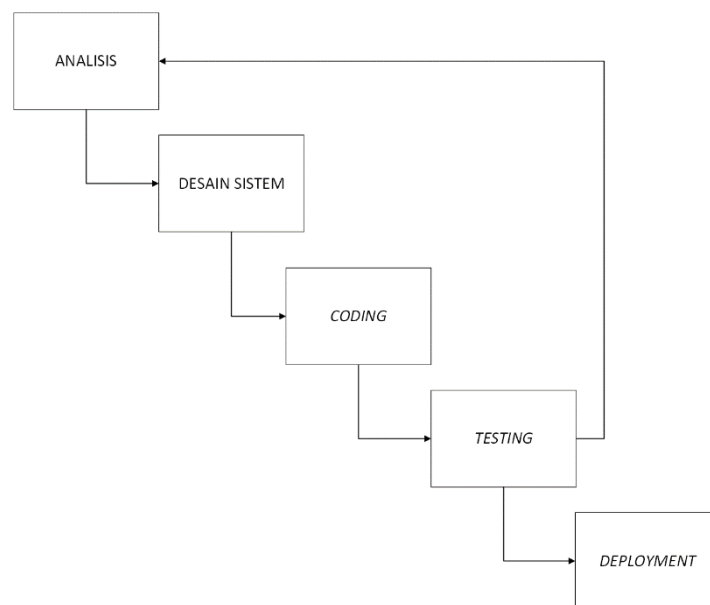 ANALISIS
DESAIN SISTEM
CODING
TESTING
DEPLOYMENT